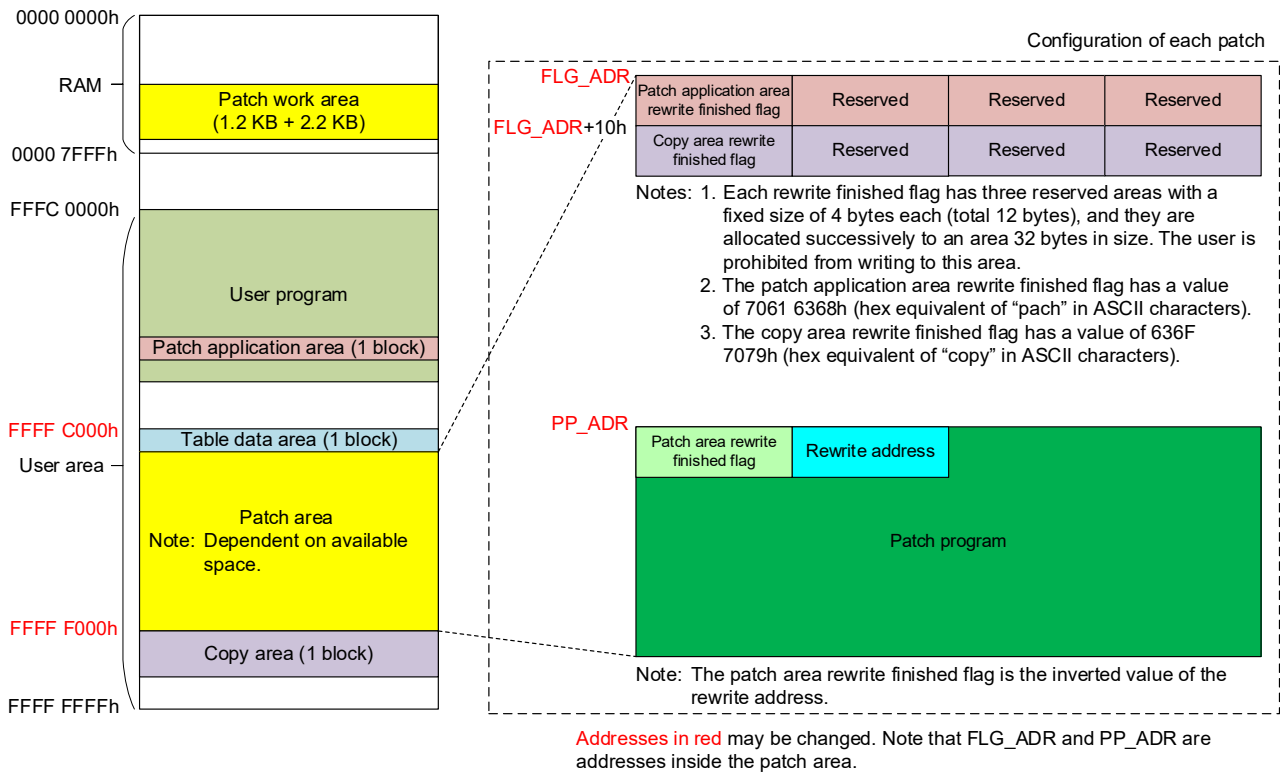 0000 0000h
RAM
Patch work area
(1.2 KB + 2.2 KB)
0000 7FFFh
FFFC 0000h
User program
Patch application area (1 block)
FFFF C000h
Table data area (1 block)
User area
Patch area
Note: Dependent on available
space.
FFFF F000h
Copy area (1 block)
FFFF FFFFh
Configuration of each patch
FLG_ADR
Patch application area
rewrite finished flag
Reserved
Reserved
Reserved
FLG_ADR+10h
Copy area rewrite
finished flag
Reserved
Reserved
Reserved
Notes: 1. Each rewrite finished flag has three reserved areas with a
fixed size of 4 bytes each (total 12 bytes), and they are
allocated successively to an area 32 bytes in size. The user is
prohibited from writing to this area.
2. The patch application area rewrite finished flag has a value
of 7061 6368h (hex equivalent of “pach” in ASCII characters).
3. The copy area rewrite finished flag has a value of 636F
7079h (hex equivalent of “copy” in ASCII characters).
PP_ADR
Patch area rewrite
finished flag
Rewrite address
Patch program
Note: The patch area rewrite finished flag is the inverted value of the
rewrite address.
Addresses in red may be changed. Note that FLG_ADR and PP_ADR are
addresses inside the patch area.